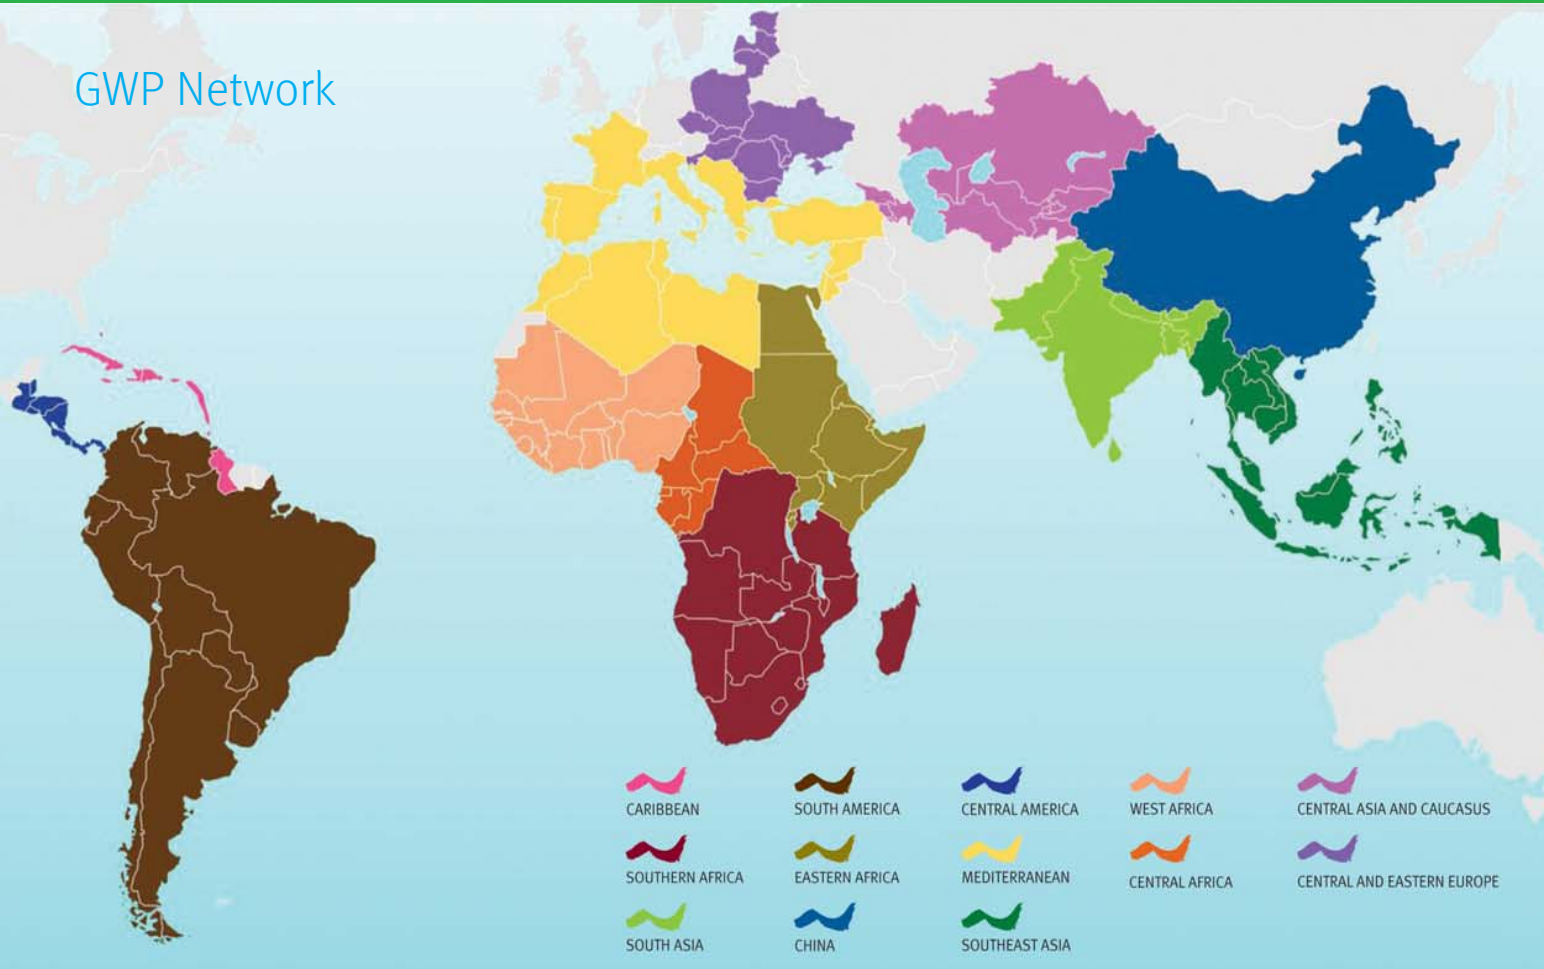 GWP Network
CARIBBEAN
SOUTH AMERICA
CENTRAL AMERICA
WEST AFRICA
CENTRAL ASIA AND CAUCASUS
SOUTHERN AFRICA
EASTERN AFRICA
MEDITERRANEAN
CENTRAL AFRICA
CENTRAL AND EASTERN EUROPE
SOUTH ASIA
CHINA
SOUTHEAST ASIA